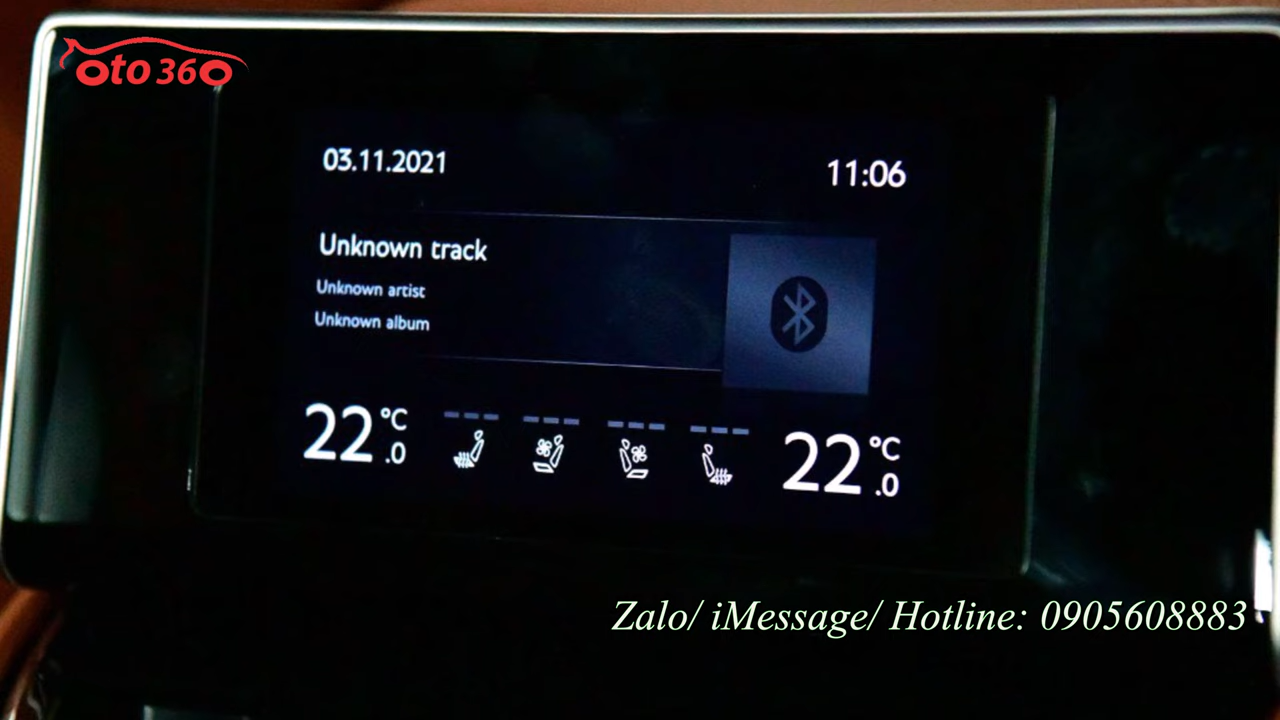 oto 360
03.11.2021
11:06
Unknown track
Unknown artist
Unknown album
22.0 °C
22.0 °C
Zalo/ iMessage/ Hotline: 0905608883